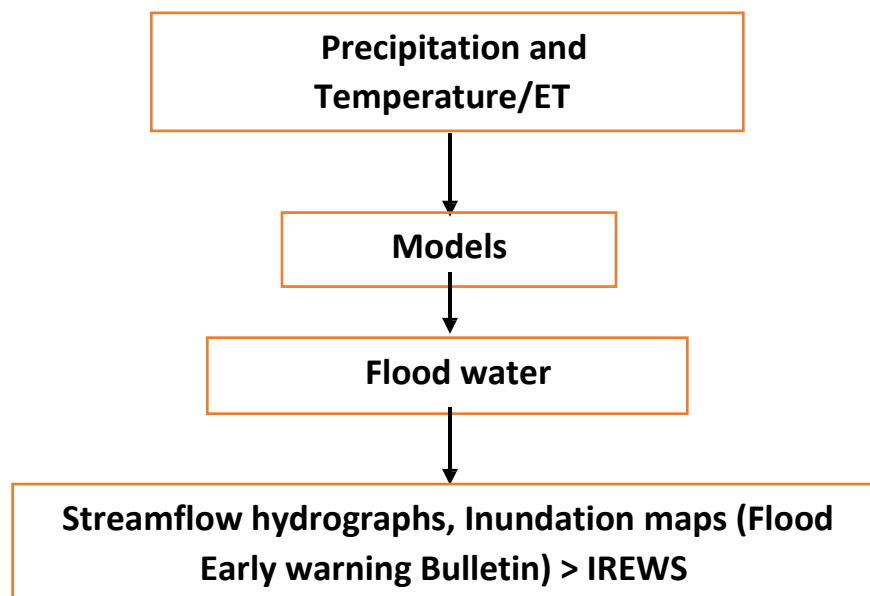 Precipitation and
Temperature/ET
Models
Flood water
Streamflow hydrographs, Inundation maps (Flood
Early warning Bulletin) > IREWS